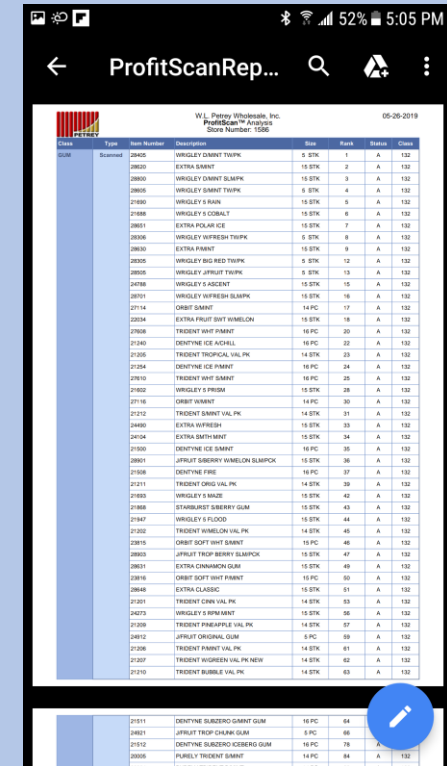 52% 5:05 PM
ProfitScanRep...
PETREY
W.L. Petrey Wholesale, Inc.
ProfitScan™ Analysis
Store Number: 1586
05-26-2019
Class Type Item Number Description Size Rank Status Class
GUM Scanned 28405 WRIGLEY D/MINT TW/PK 5 STK 1 A 132
28620 EXTRA S/MINT 15 STK 2 A 132
28800 WRIGLEY D/MINT SLM/PK 15 STK 3 A 132
28605 WRIGLEY S/MINT TW/PK 5 STK 4 A 132
21690 WRIGLEY 5 RAIN 15 STK 5 A 132
21688 WRIGLEY 5 COBALT 15 STK 6 A 132
28651 EXTRA POLAR ICE 15 STK 7 A 132
28306 WRIGLEY W/FRESH TW/PK 5 STK 8 A 132
28630 EXTRA P/MINT 15 STK 9 A 132
28305 WRIGLEY BIG RED TW/PK 5 STK 12 A 132
28505 WRIGLEY J/FRUIT TW/PK 5 STK 13 A 132
24788 WRIGLEY 5 ASCENT 15 STK 15 A 132
28701 WRIGLEY W/FRESH SLM/PK 15 STK 16 A 132
27114 ORBIT S/MINT 14 PC 17 A 132
22034 EXTRA FRUIT SWT W/MELON 15 STK 18 A 132
27608 TRIDENT WHT P/MINT 16 PC 20 A 132
21240 DENTYNE ICE A/CHILL 16 PC 22 A 132
21205 TRIDENT TROPICAL VAL PK 14 STK 23 A 132
21254 DENTYNE ICE P/MINT 16 PC 24 A 132
27610 TRIDENT WHT S/MINT 16 PC 25 A 132
21602 WRIGLEY 5 PRISM 15 STK 28 A 132
27116 ORBIT W/MINT 14 PC 30 A 132
21212 TRIDENT S/MINT VAL PK 14 STK 31 A 132
24490 EXTRA W/FRESH 15 STK 33 A 132
24104 EXTRA SMTH MINT 15 STK 34 A 132
21500 DENTYNE ICE S/MINT 16 PC 35 A 132
28901 J/FRUIT S/BERRY W/MELON SLM/PCK 15 STK 36 A 132
21508 DENTYNE FIRE 16 PC 37 A 132
21211 TRIDENT ORIG VAL PK 14 STK 39 A 132
21693 WRIGLEY 5 MAZE 15 STK 42 A 132
21868 STARBURST S/BERRY GUM 15 STK 43 A 132
21947 WRIGLEY 5 FLOOD 15 STK 44 A 132
21202 TRIDENT W/MELON VAL PK 14 STK 45 A 132
23815 ORBIT SOFT WHT S/MINT 15 PC 46 A 132
28903 J/FRUIT TROP BERRY SLM/PCK 15 STK 47 A 132
28631 EXTRA CINNAMON GUM 15 STK 49 A 132
23816 ORBIT SOFT WHT P/MINT 15 PC 50 A 132
28648 EXTRA CLASSIC 15 STK 51 A 132
21201 TRIDENT CINN VAL PK 14 STK 53 A 132
24273 WRIGLEY 5 RPM MINT 15 STK 56 A 132
21209 TRIDENT PINEAPPLE VAL PK 14 STK 57 A 132
24912 J/FRUIT ORIGINAL GUM 5 PC 59 A 132
21208 TRIDENT P/MINT VAL PK 14 STK 61 A 132
21207 TRIDENT W/GREEN VAL PK NEW 14 STK 62 A 132
21210 TRIDENT BUBBLE VAL PK 14 STK 63 A 132
21511 DENTYNE SUBZERO G/MINT GUM 16 PC 64
24921 J/FRUIT TROP CHUNK GUM 5 PC 66
21512 DENTYNE SUBZERO ICEBERG GUM 16 PC 78 A 132
20005 PURELY TRIDENT S/MINT 14 PC 84 A 132